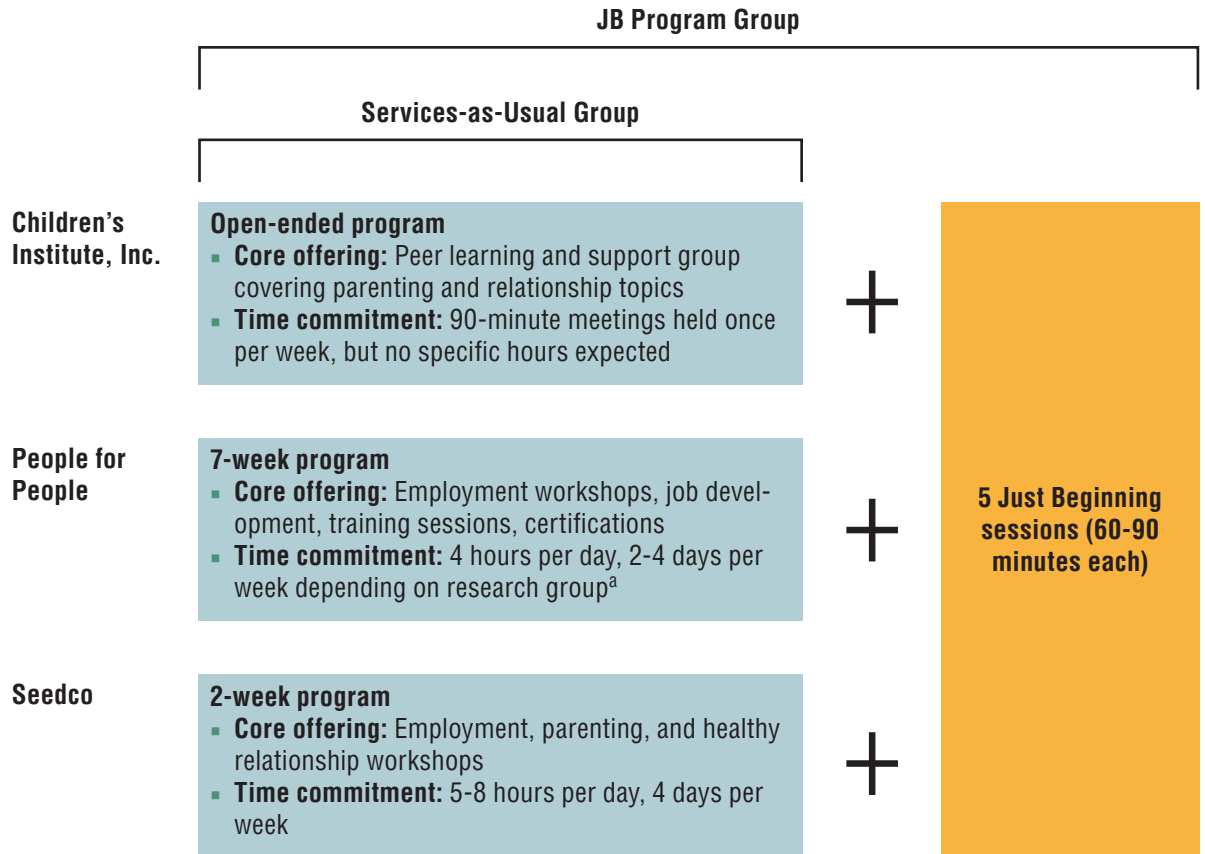 JB Program Group
Services-as-Usual Group
Children's
Institute, Inc.
Open-ended program
▪ Core offering: Peer learning and support group
covering parenting and relationship topics
▪ Time commitment: 90-minute meetings held once
per week, but no specific hours expected
+
People for
People
7-week program
▪ Core offering: Employment workshops, job devel-
opment, training sessions, certifications
▪ Time commitment: 4 hours per day, 2-4 days per
week depending on research groupᵃ
+
5 Just Beginning
sessions (60-90
minutes each)
Seedco
2-week program
▪ Core offering: Employment, parenting, and healthy
relationship workshops
▪ Time commitment: 5-8 hours per day, 4 days per
week
+